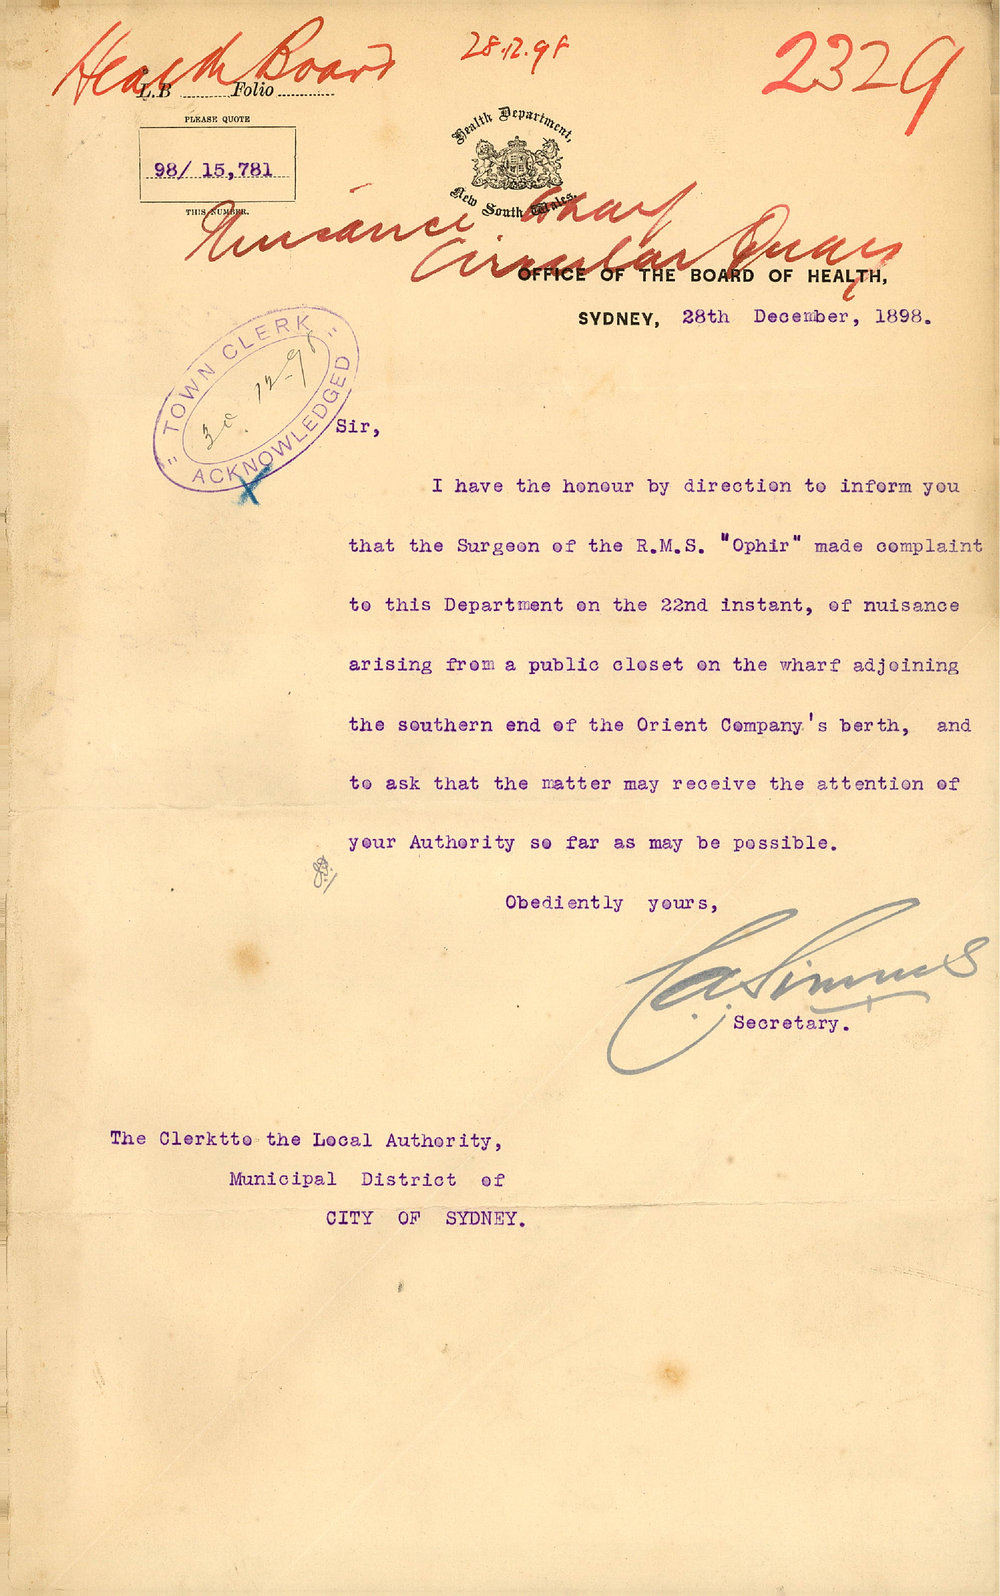 Health Board
28.12.98
2329
L.B ........ Folio ........
PLEASE QUOTE
98/ 15,781
THIS NUMBER.
Health Department,
New South Wales.
Nuisance Wharf
Circular Quay
OFFICE OF THE BOARD OF HEALTH,
SYDNEY, 28th December, 1898.
" TOWN CLERK "
30.12.98
ACKNOWLEDGED
X
Sir,
I have the honour by direction to inform you
that the Surgeon of the R.M.S. "Ophir" made complaint
to this Department on the 22nd instant, of nuisance
arising from a public closet on the wharf adjoining
the southern end of the Orient Company's berth, and
to ask that the matter may receive the attention of
your Authority so far as may be possible.
Obediently yours,
C.A. Simms
Secretary.
The Clerktto the Local Authority,
Municipal District of
CITY OF SYDNEY.